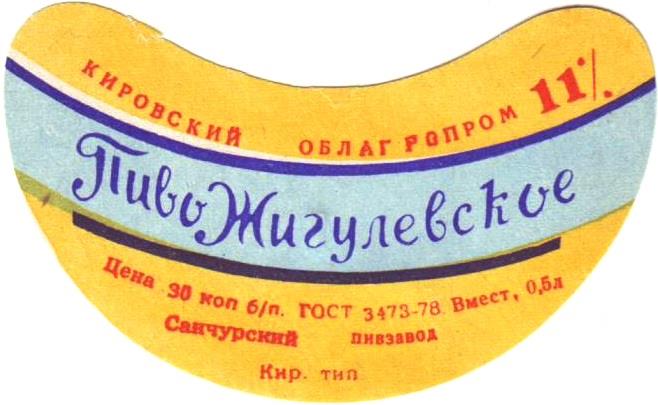 КИРОВСКИЙ ОБЛАГРОПРОМ 11%
Пиво Жигулевское
Цена 30 коп б/п. ГОСТ 3473-78. Вмест, 0,5л
Санчурский пивзавод
Кир. тип